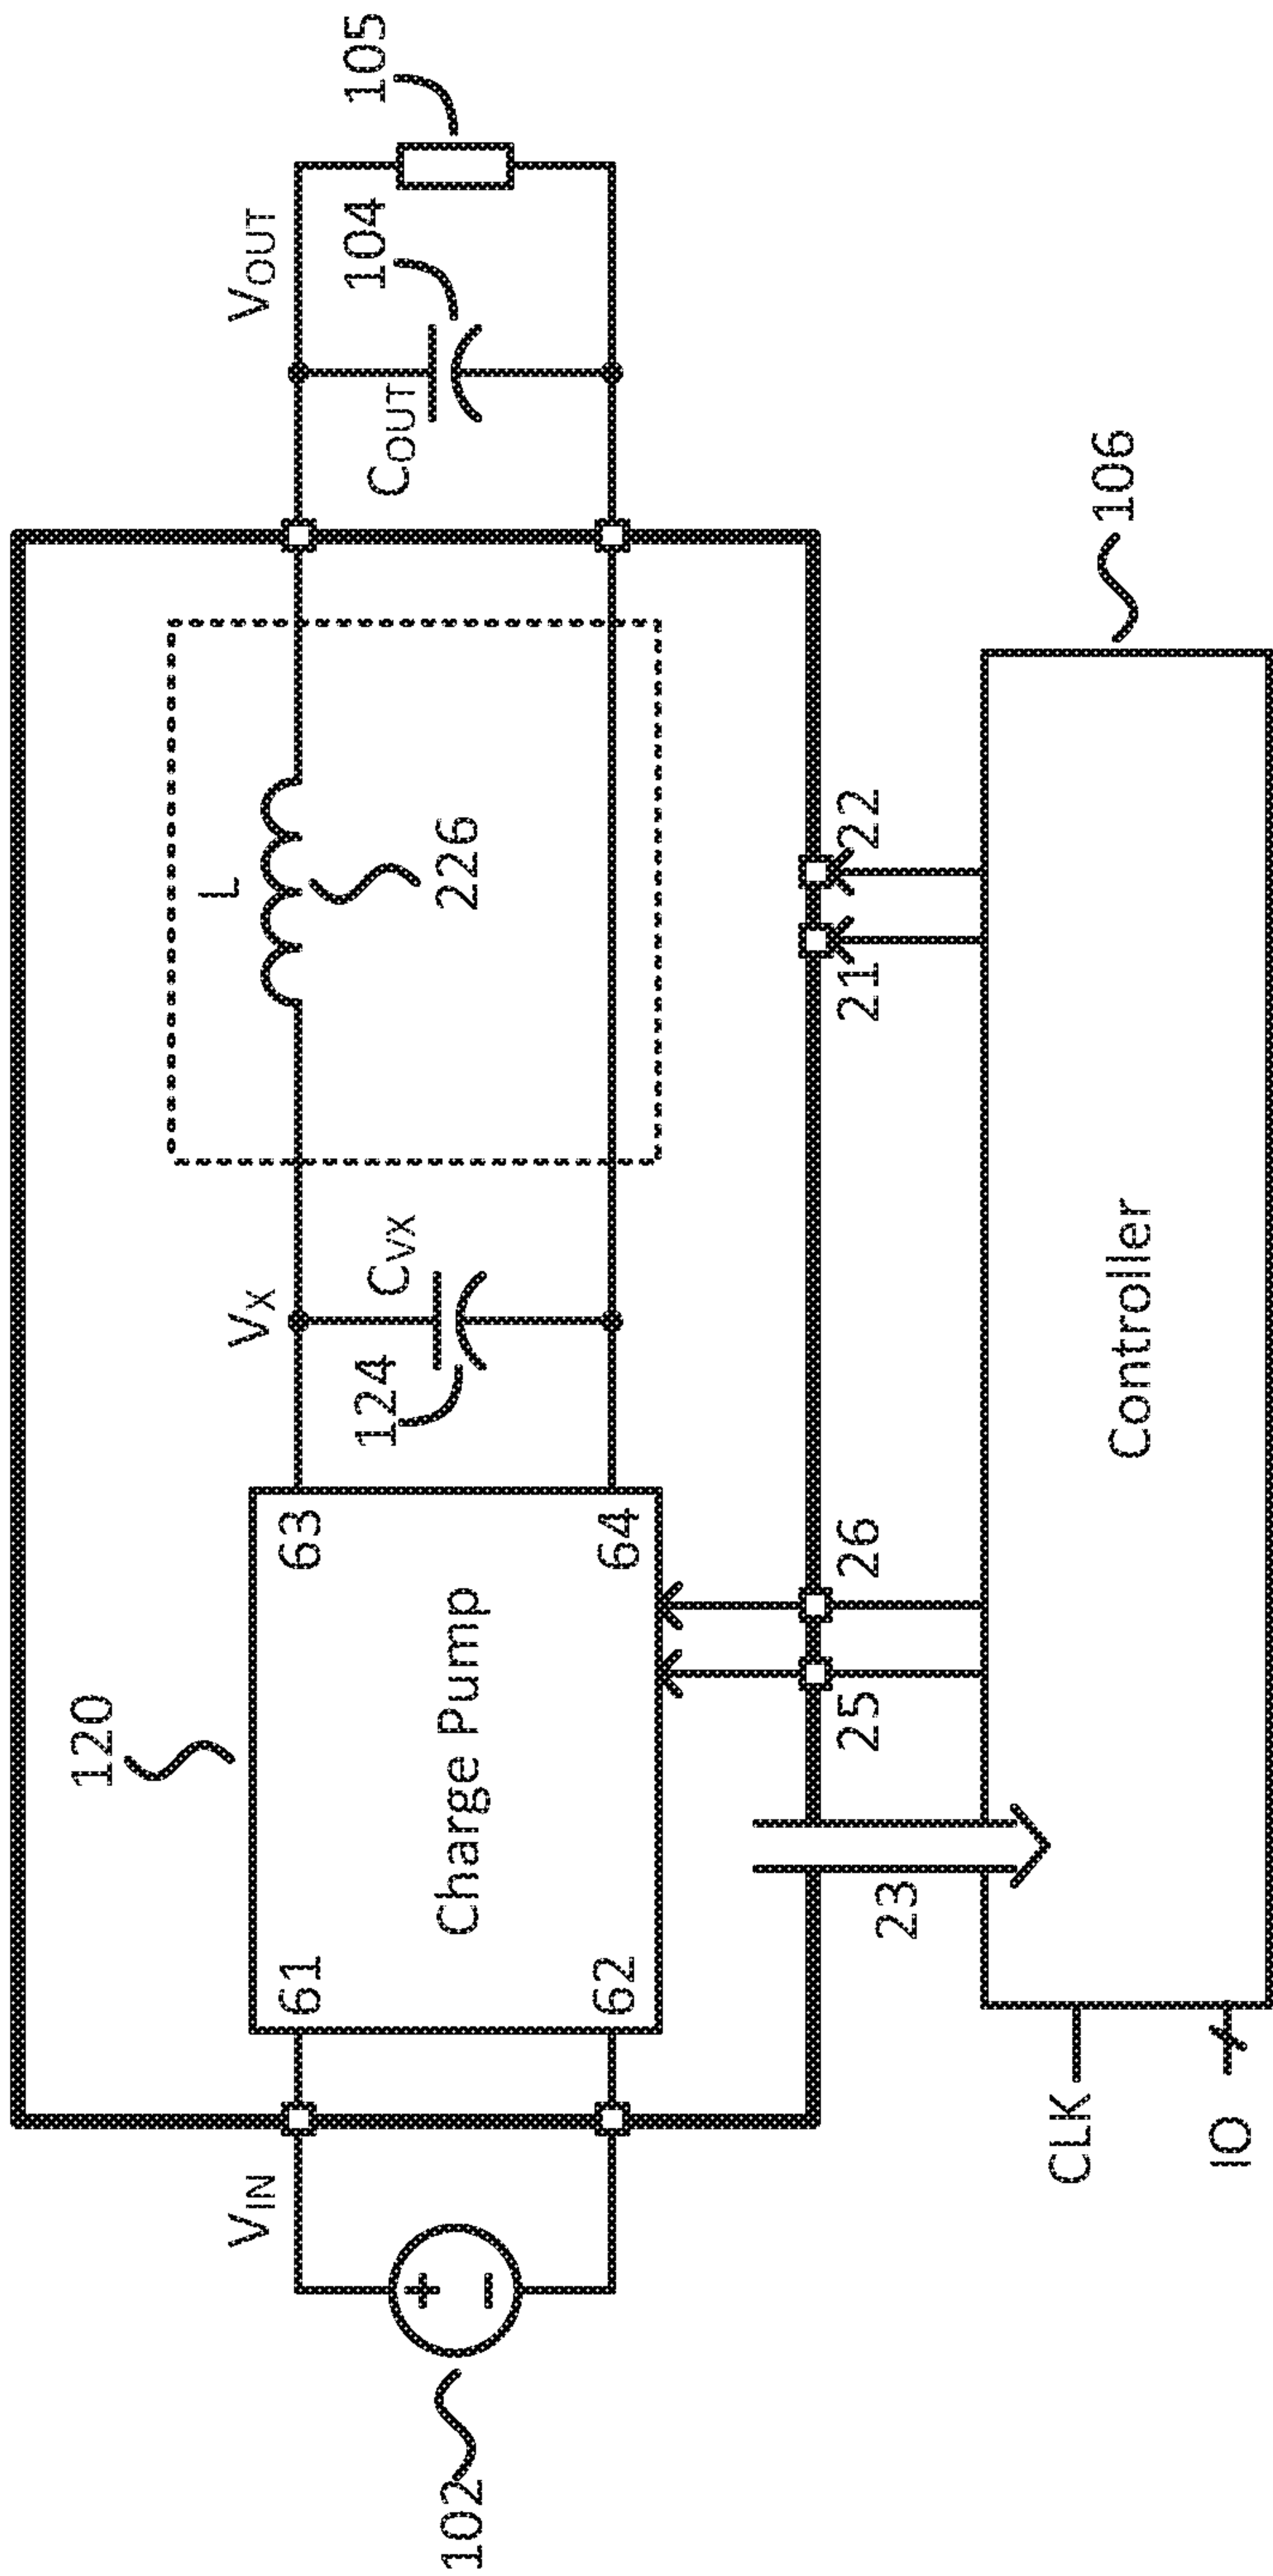 120
VIN
VX
L
VOUT
102
61
62
Charge Pump
63
64
124
CVX
226
COUT
104
105
23
25
26
21
22
CLK
IO
Controller
106